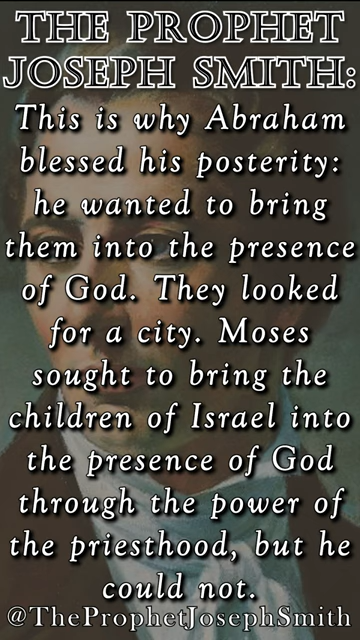 THE PROPHET
JOSEPH SMITH:
This is why Abraham
blessed his posterity:
he wanted to bring
them into the presence
of God. They looked
for a city. Moses
sought to bring the
children of Israel into
the presence of God
through the power of
the priesthood, but he
could not.
@TheProphetJosephSmith